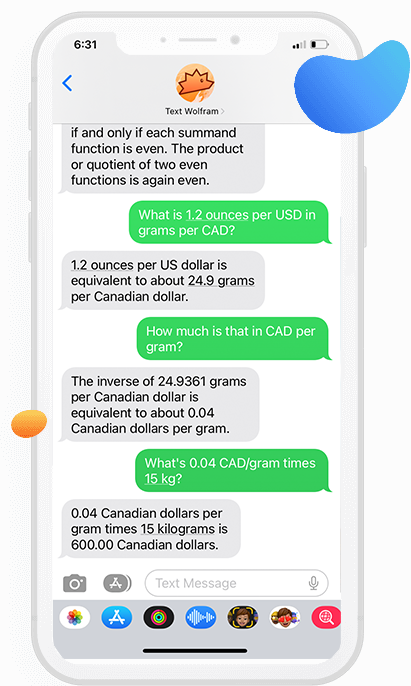 6:31
Text Wolfram
if and only if each summand
function is even. The product
or quotient of two even
functions is again even.
What is 1.2 ounces per USD in
grams per CAD?
1.2 ounces per US dollar is
equivalent to about 24.9 grams
per Canadian dollar.
How much is that in CAD per
gram?
The inverse of 24.9361 grams
per Canadian dollar is
equivalent to about 0.04
Canadian dollars per gram.
What's 0.04 CAD/gram times
15 kg?
0.04 Canadian dollars per
gram times 15 kilograms is
600.00 Canadian dollars.
Text Message